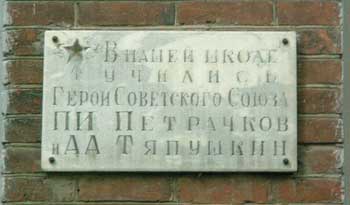 В НАШЕЙ ШКОЛЕ
УЧИЛИСЬ
ГЕРОИ СОВЕТСКОГО СОЮЗА
П И ПЕТРАЧКОВ
И А А ТЯПУШКИН